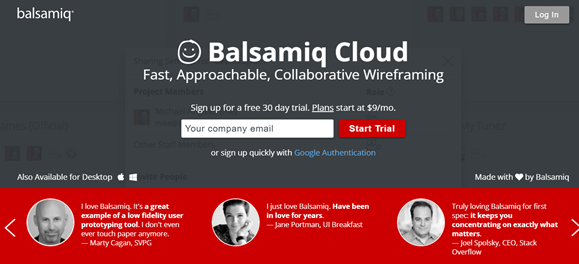 balsamiq®
Log In
Balsamiq Cloud
Fast, Approachable, Collaborative Wireframing
Project Members
Sign up for a free 30 day trial. Plans start at $9/mo.
Your company email
Start Trial
or sign up quickly with Google Authentication
Also Available for Desktop
Made with by Balsamiq
I love Balsamiq. It's a great
example of a low fidelity user
prototyping tool. I don't even
ever touch paper anymore.
— Marty Cagan, SVPG
I just love Balsamiq. Have been
in love for years.
— Jane Portman, UI Breakfast
Truly loving Balsamiq for first
spec: it keeps you
concentrating on exactly what
matters.
— Joel Spolsky, CEO, Stack
Overflow